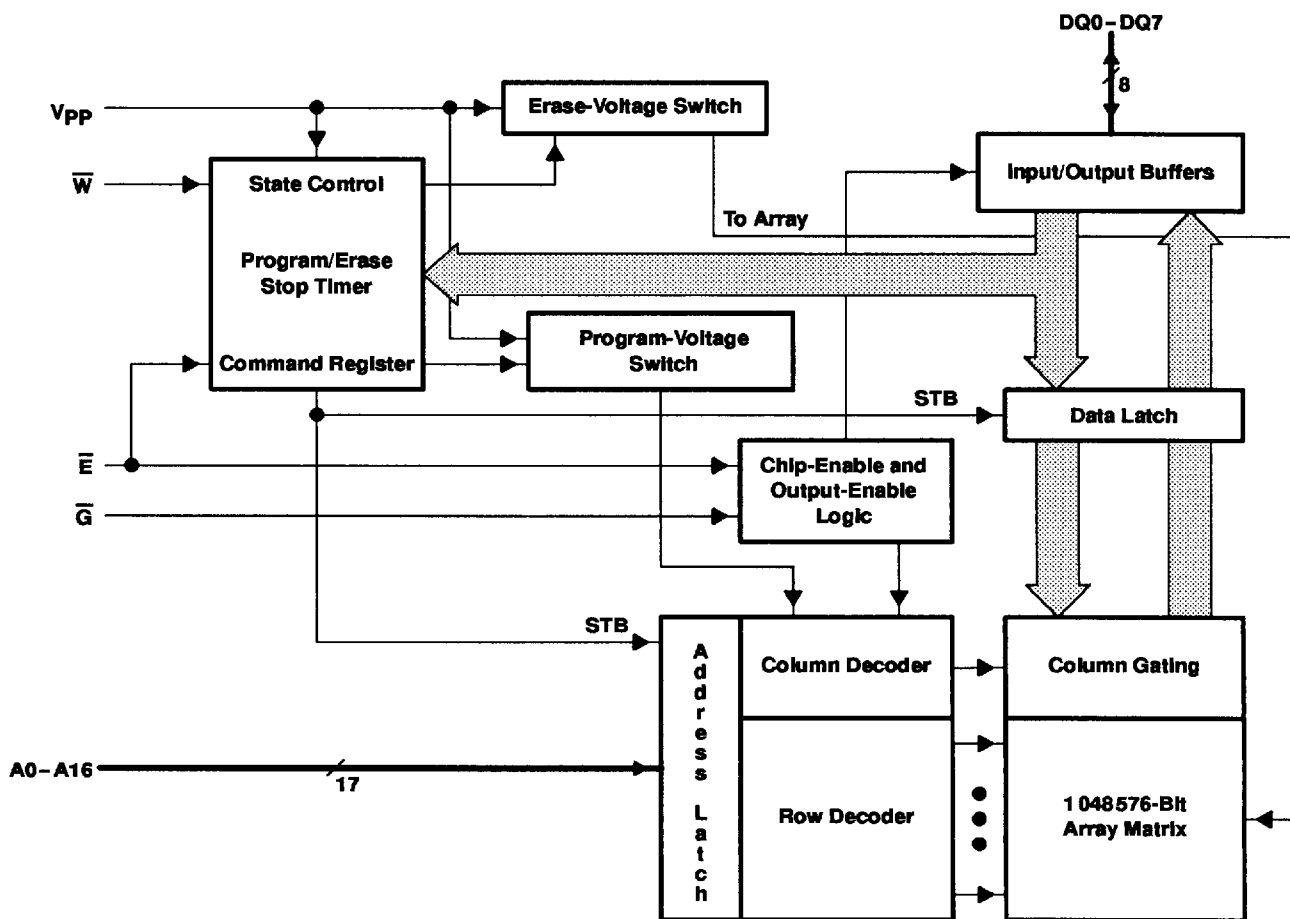 DQ0–DQ7
8
VPP
Erase-Voltage Switch
W̅
State Control
Input/Output Buffers
To Array
Program/Erase
Stop Timer
Program-Voltage
Switch
Command Register
STB
Data Latch
E̅
Chip-Enable and
Output-Enable
Logic
G̅
STB
Address Latch
Column Decoder
Column Gating
A0–A16
17
Row Decoder
1 048 576-Bit
Array Matrix